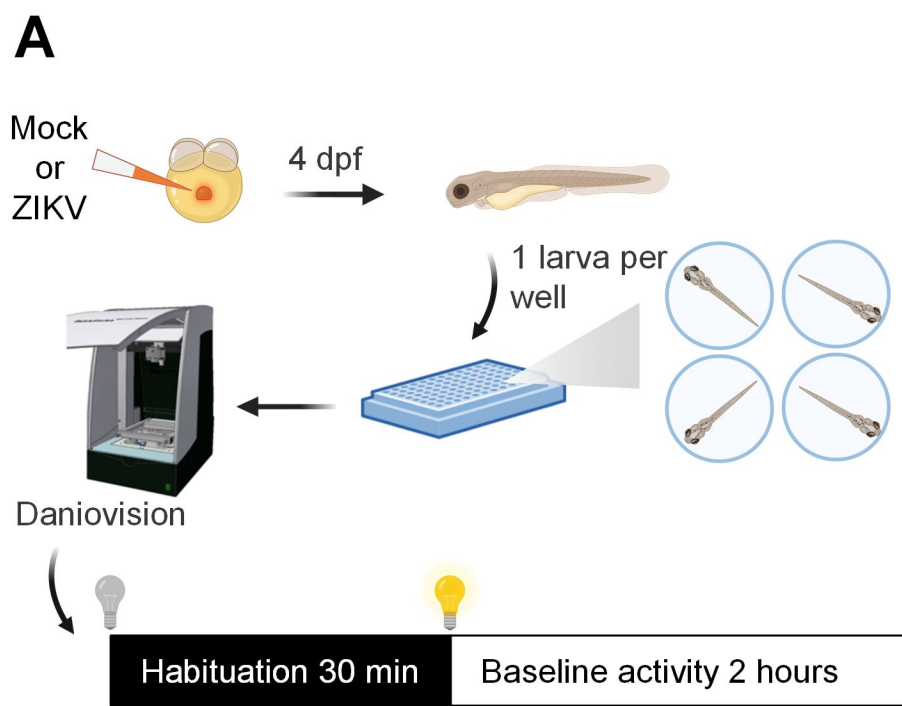 A
Mock
or
ZIKV
4 dpf
1 larva per
well
Daniovision
Habituation 30 min
Baseline activity 2 hours